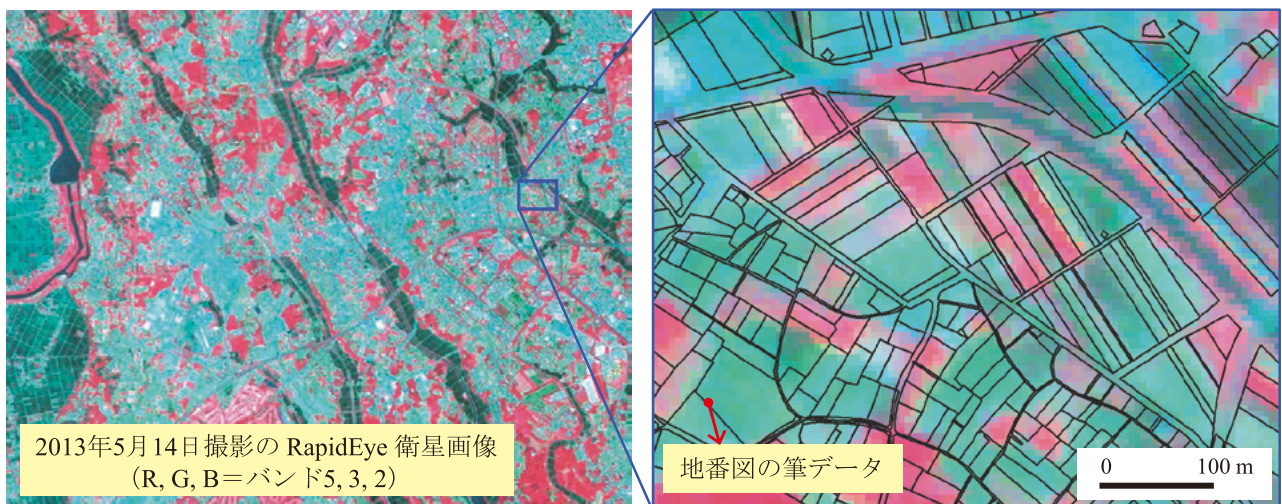 2013年5月14日撮影の RapidEye 衛星画像
（R, G, B＝バンド5, 3, 2）
地番図の筆データ
0 100 m